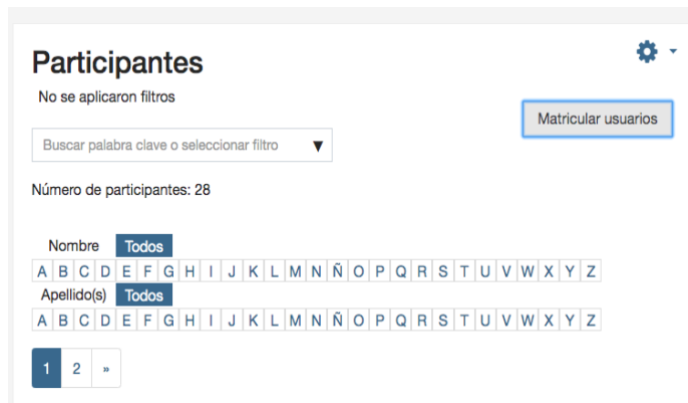 Participantes
No se aplicaron filtros
Matricular usuarios
Buscar palabra clave o seleccionar filtro ▼
Número de participantes: 28
Nombre Todos
A B C D E F G H I J K L M N Ñ O P Q R S T U V W X Y Z
Apellido(s) Todos
A B C D E F G H I J K L M N Ñ O P Q R S T U V W X Y Z
1 2 »